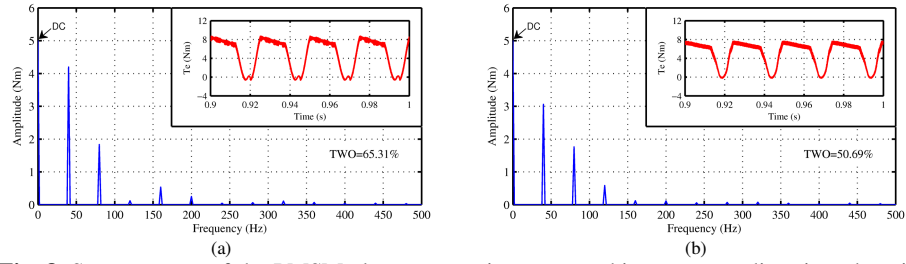 6
5
4
3
2
1
0
Amplitude (Nm)
DC
12
8
4
0
−4
Te (Nm)
0.9 0.92 0.94 0.96 0.98 1
Time (s)
TWO=65.31%
0 50 100 150 200 250 300 350 400 450 500
Frequency (Hz)
(a)
6
5
4
3
2
1
0
Amplitude (Nm)
DC
12
8
4
0
−4
Te (Nm)
0.9 0.92 0.94 0.96 0.98 1
Time (s)
TWO=50.69%
0 50 100 150 200 250 300 350 400 450 500
Frequency (Hz)
(b)